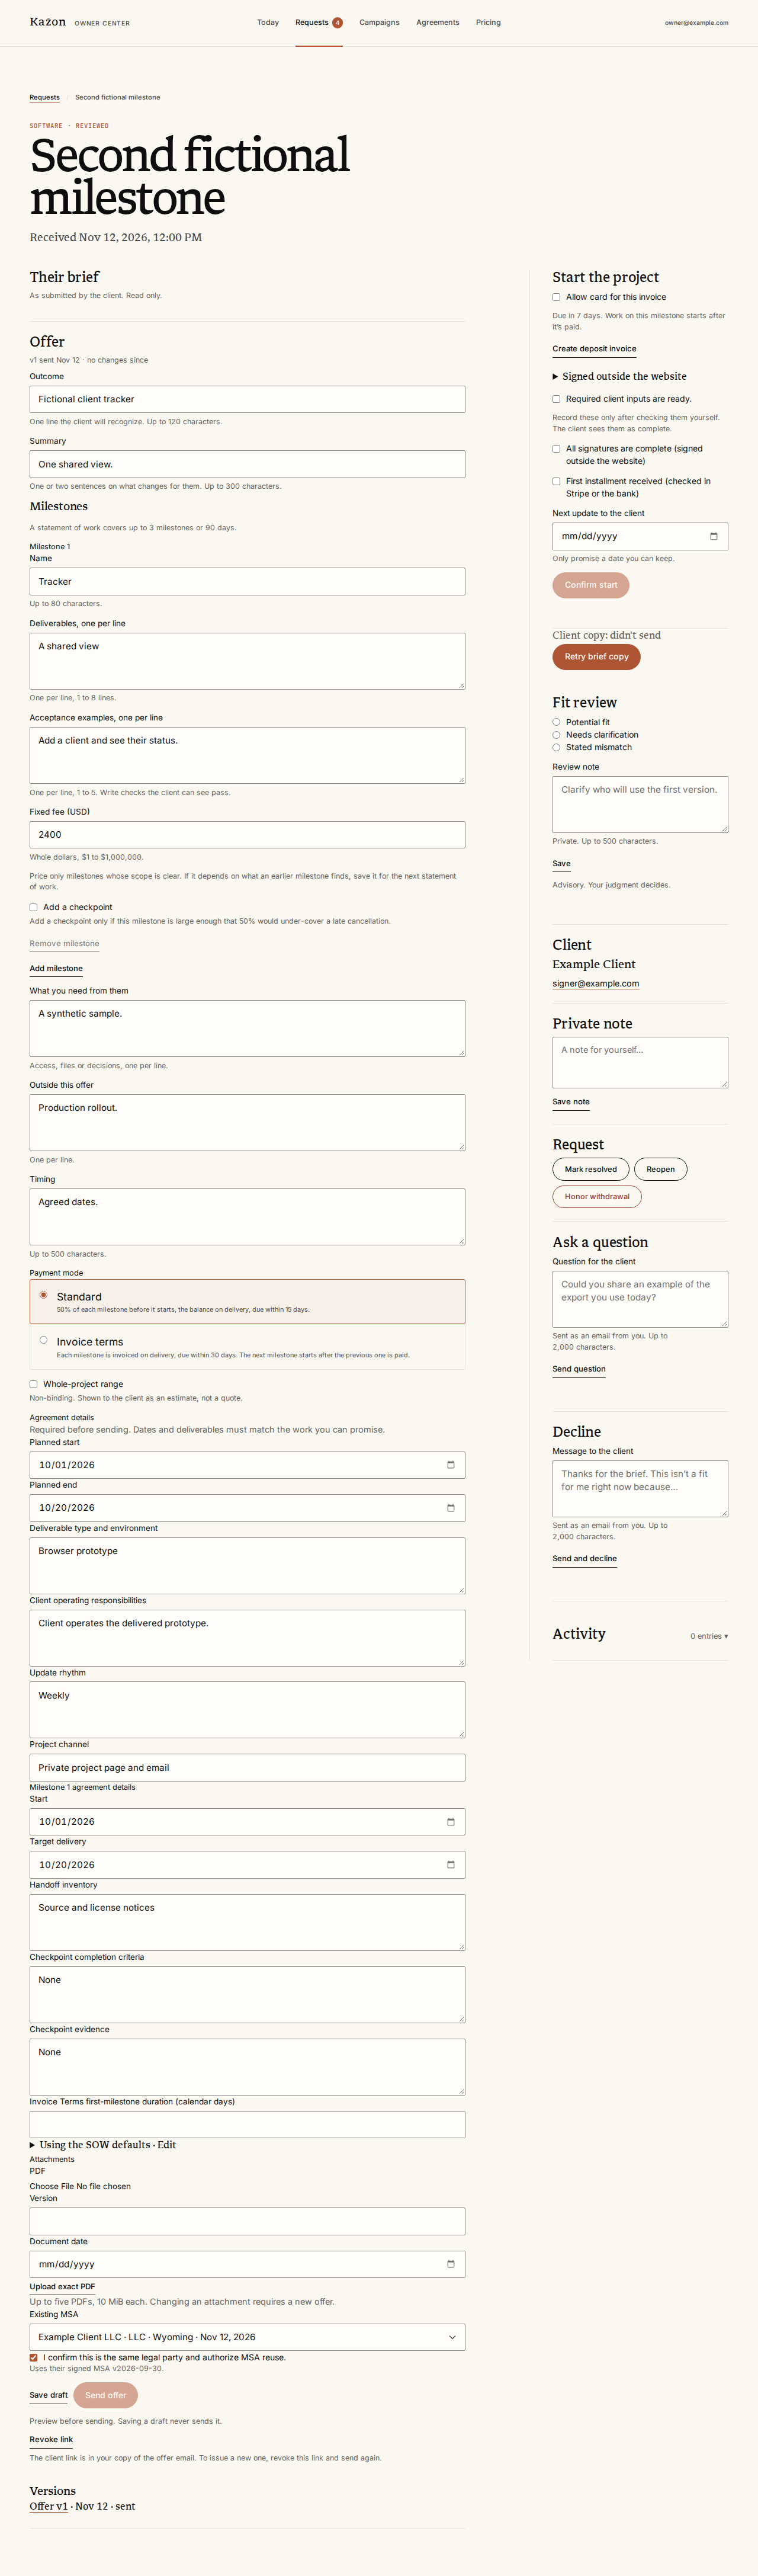 Kazon OWNER CENTER
Today
Requests 4
Campaigns
Agreements
Pricing
owner@example.com
Requests / Second fictional milestone
SOFTWARE · REVIEWED
Second fictional
milestone
Received Nov 12, 2026, 12:00 PM
Their brief
As submitted by the client. Read only.
Offer
v1 sent Nov 12 · no changes since
Outcome
Fictional client tracker
One line the client will recognize. Up to 120 characters.
Summary
One shared view.
One or two sentences on what changes for them. Up to 300 characters.
Milestones
A statement of work covers up to 3 milestones or 90 days.
Milestone 1
Name
Tracker
Up to 80 characters.
Deliverables, one per line
A shared view
One per line, 1 to 8 lines.
Acceptance examples, one per line
Add a client and see their status.
One per line, 1 to 5. Write checks the client can see pass.
Fixed fee (USD)
2400
Whole dollars, $1 to $1,000,000.
Price only milestones whose scope is clear. If it depends on what an earlier milestone finds, save it for the next statement
of work.
Add a checkpoint
Add a checkpoint only if this milestone is large enough that 50% would under-cover a late cancellation.
Remove milestone
Add milestone
What you need from them
A synthetic sample.
Access, files or decisions, one per line.
Outside this offer
Production rollout.
One per line.
Timing
Agreed dates.
Up to 500 characters.
Payment mode
Standard
50% of each milestone before it starts, the balance on delivery, due within 15 days.
Invoice terms
Each milestone is invoiced on delivery, due within 30 days. The next milestone starts after the previous one is paid.
Whole-project range
Non-binding. Shown to the client as an estimate, not a quote.
Agreement details
Required before sending. Dates and deliverables must match the work you can promise.
Planned start
10/01/2026
Planned end
10/20/2026
Deliverable type and environment
Browser prototype
Client operating responsibilities
Client operates the delivered prototype.
Update rhythm
Weekly
Project channel
Private project page and email
Milestone 1 agreement details
Start
10/01/2026
Target delivery
10/20/2026
Handoff inventory
Source and license notices
Checkpoint completion criteria
None
Checkpoint evidence
None
Invoice Terms first-milestone duration (calendar days)
Using the SOW defaults · Edit
Attachments
PDF
Choose File No file chosen
Version
Document date
mm/dd/yyyy
Upload exact PDF
Up to five PDFs, 10 MiB each. Changing an attachment requires a new offer.
Existing MSA
Example Client LLC · LLC · Wyoming · Nov 12, 2026
I confirm this is the same legal party and authorize MSA reuse.
Uses their signed MSA v2026-09-30.
Save draft
Send offer
Preview before sending. Saving a draft never sends it.
Revoke link
The client link is in your copy of the offer email. To issue a new one, revoke this link and send again.
Versions
Offer v1 · Nov 12 · sent
Start the project
Allow card for this invoice
Due in 7 days. Work on this milestone starts after
it's paid.
Create deposit invoice
Signed outside the website
Required client inputs are ready.
Record these only after checking them yourself.
The client sees them as complete.
All signatures are complete (signed
outside the website)
First installment received (checked in
Stripe or the bank)
Next update to the client
mm/dd/yyyy
Only promise a date you can keep.
Confirm start
Client copy: didn't send
Retry brief copy
Fit review
Potential fit
Needs clarification
Stated mismatch
Review note
Clarify who will use the first version.
Private. Up to 500 characters.
Save
Advisory. Your judgment decides.
Client
Example Client
signer@example.com
Private note
A note for yourself…
Save note
Request
Mark resolved
Reopen
Honor withdrawal
Ask a question
Question for the client
Could you share an example of the
export you use today?
Sent as an email from you. Up to
2,000 characters.
Send question
Decline
Message to the client
Thanks for the brief. This isn't a fit
for me right now because…
Sent as an email from you. Up to
2,000 characters.
Send and decline
Activity
0 entries ▾